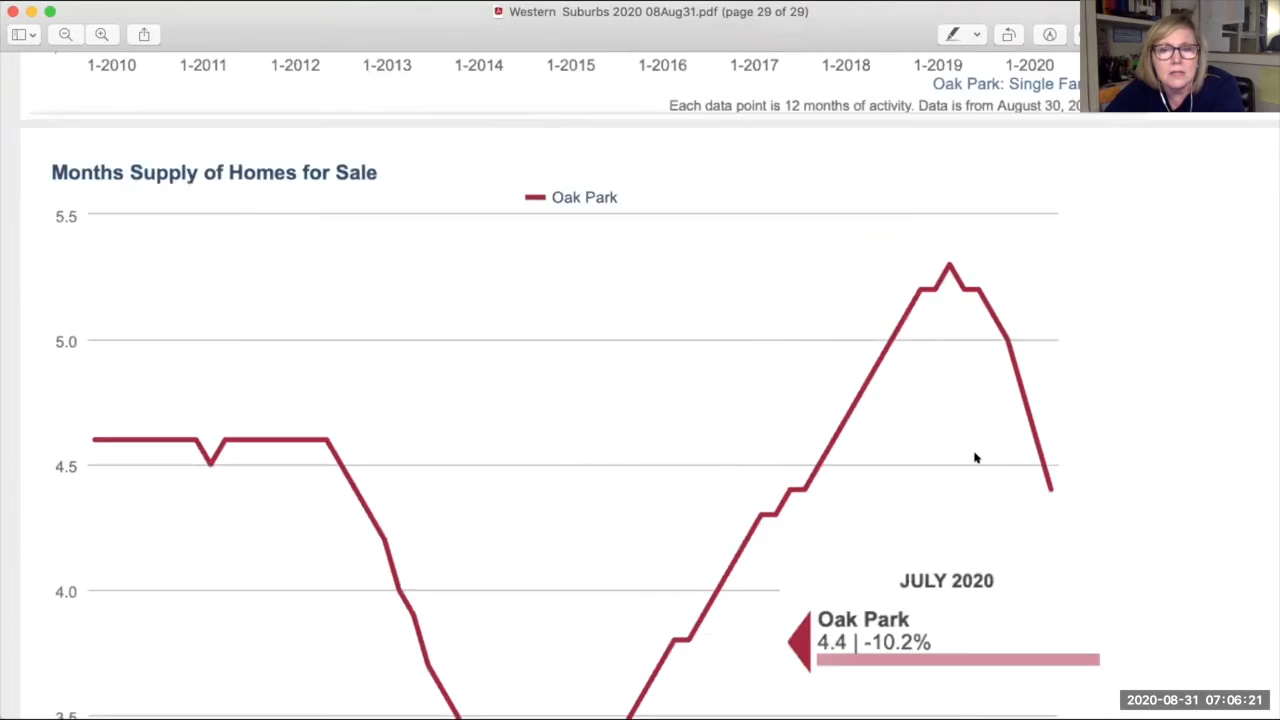 Western Suburbs 2020 08Aug31.pdf (page 29 of 29)
1-2010 1-2011 1-2012 1-2013 1-2014 1-2015 1-2016 1-2017 1-2018 1-2019 1-2020
Oak Park: Single Fa
Each data point is 12 months of activity. Data is from August 30, 20
Months Supply of Homes for Sale
Oak Park
5.5
5.0
4.5
4.0
JULY 2020
Oak Park
4.4 | -10.2%
3.5
2020-08-31 07:06:21